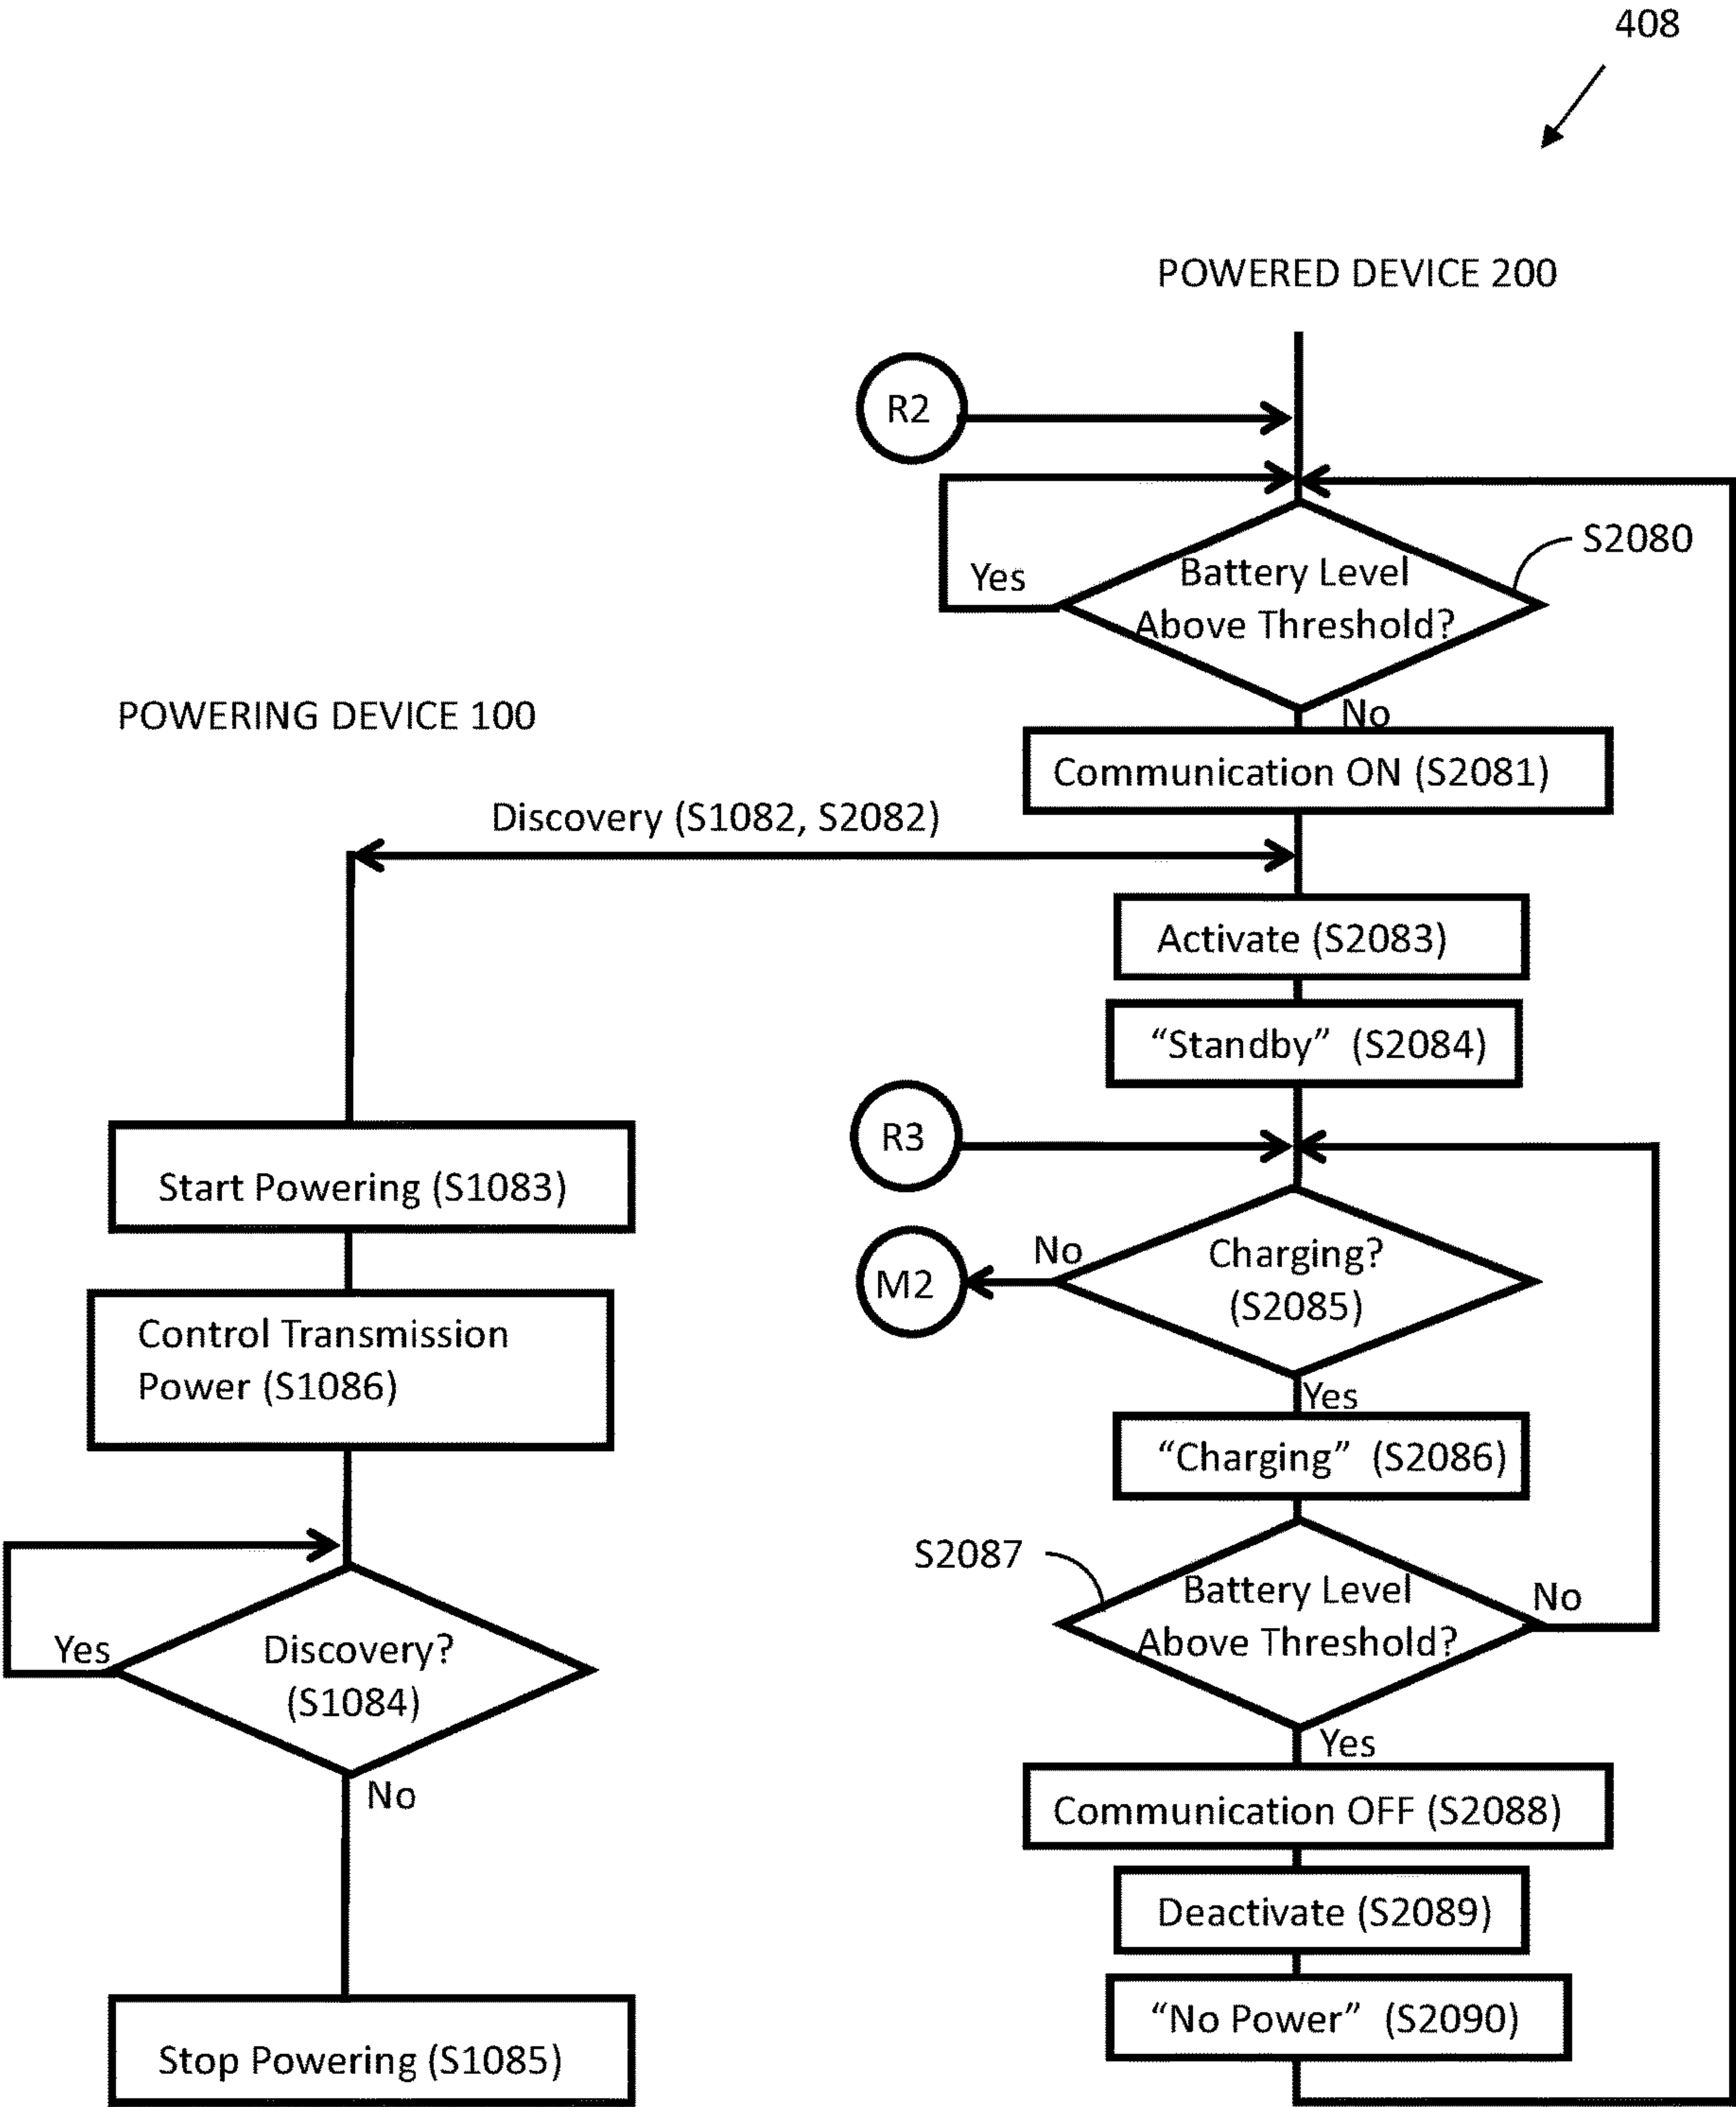 408
POWERED DEVICE 200
R2
S2080
Yes
Battery Level
Above Threshold?
No
POWERING DEVICE 100
Communication ON (S2081)
Discovery (S1082, S2082)
Activate (S2083)
“Standby” (S2084)
R3
Start Powering (S1083)
No
Charging?
(S2085)
M2
Control Transmission
Power (S1086)
Yes
“Charging” (S2086)
S2087
Battery Level
Above Threshold?
No
Yes
Discovery?
(S1084)
Yes
No
Communication OFF (S2088)
Deactivate (S2089)
“No Power” (S2090)
Stop Powering (S1085)